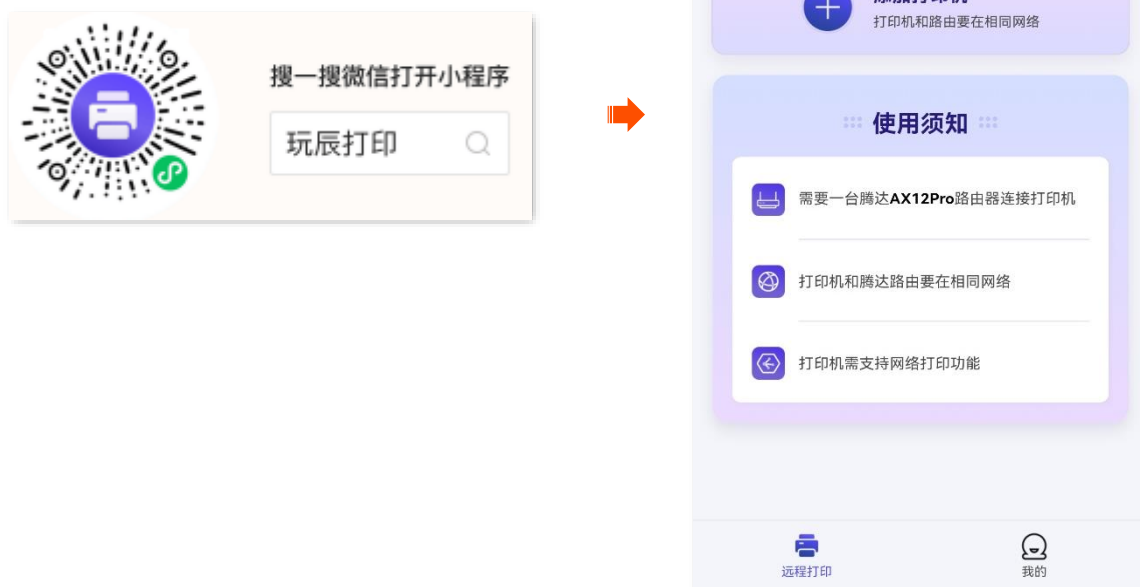 搜一搜微信打开小程序
玩辰打印
打印机和路由要在相同网络
使用须知
需要一台腾达AX12Pro路由器连接打印机
打印机和腾达路由要在相同网络
打印机需支持网络打印功能
远程打印
我的